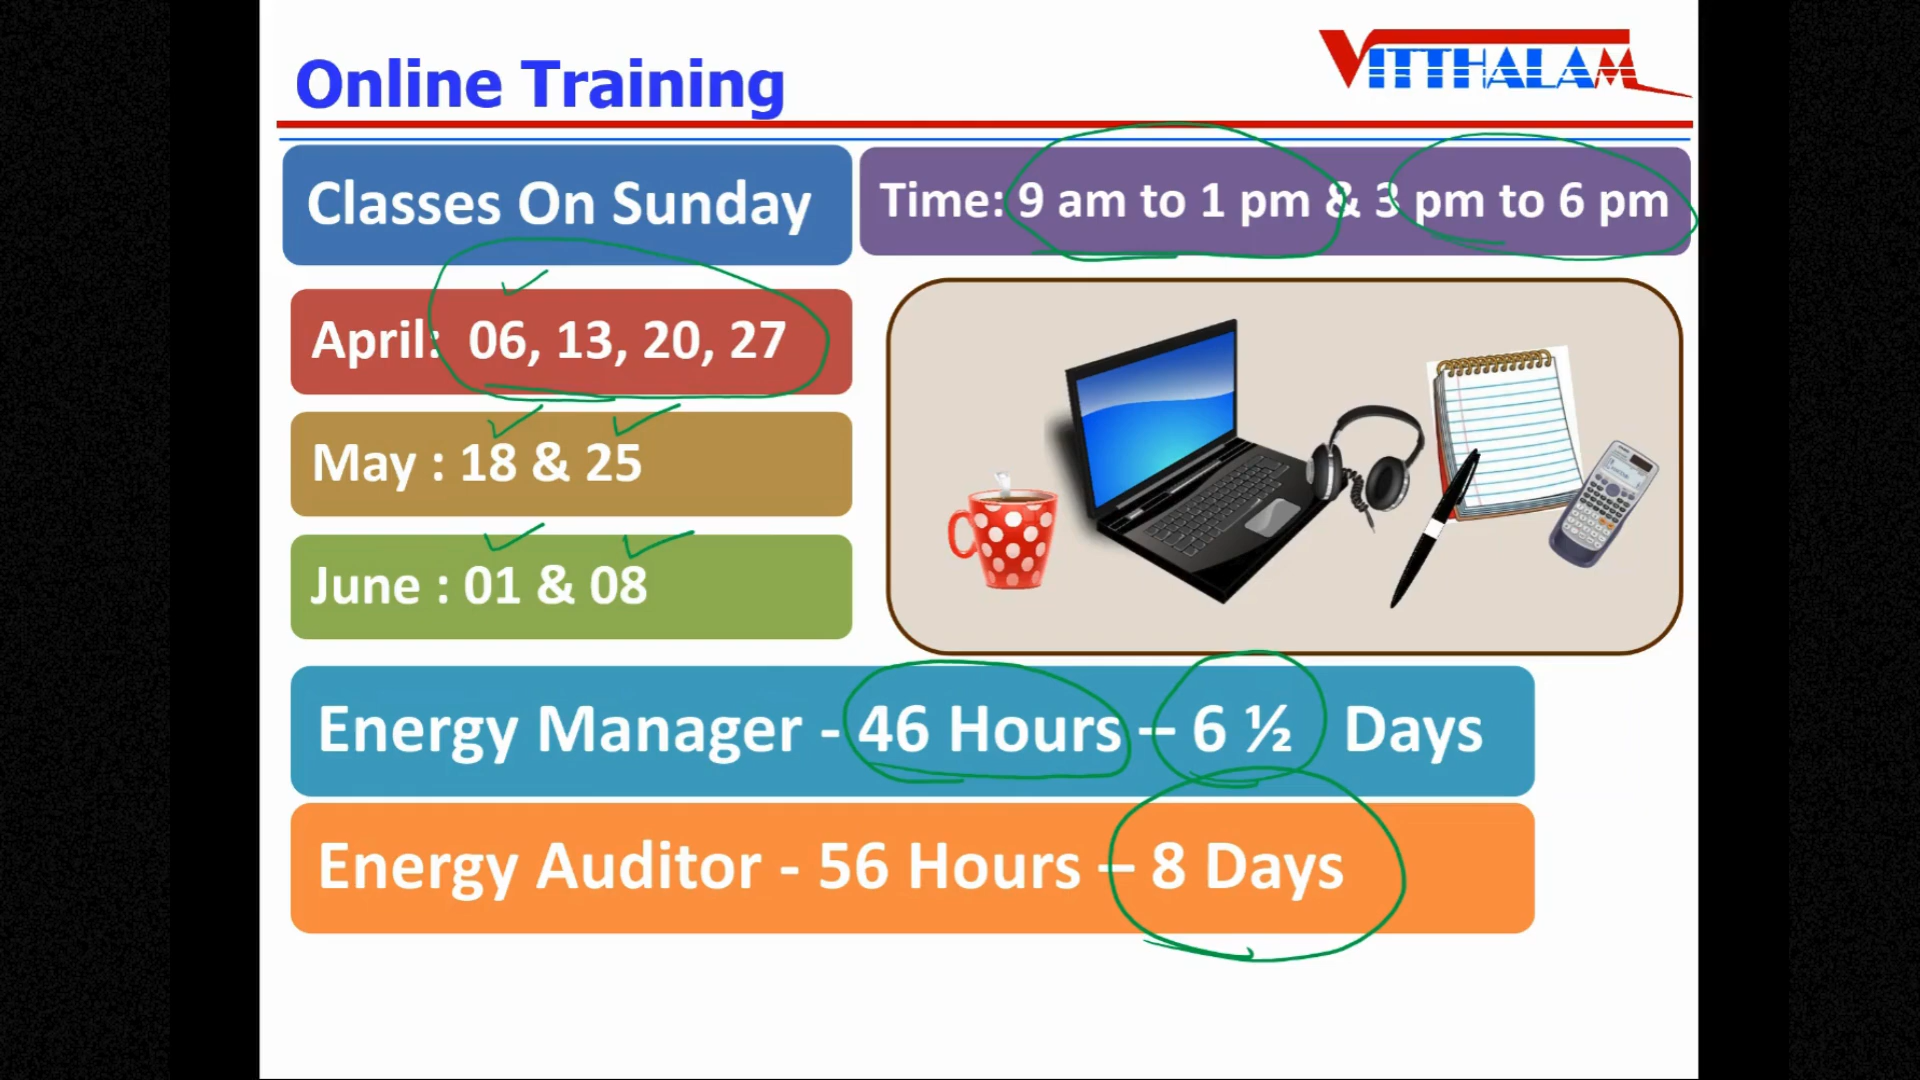 Online Training
VITTHALAM
Classes On Sunday
Time: 9 am to 1 pm & 3 pm to 6 pm
April: 06, 13, 20, 27
May : 18 & 25
June : 01 & 08
Energy Manager - 46 Hours – 6 ½ Days
Energy Auditor - 56 Hours – 8 Days